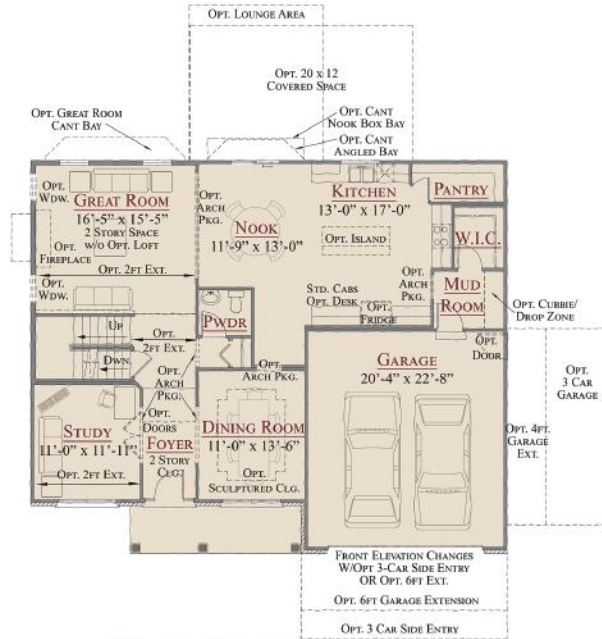 OPT. LOUNGE AREA
OPT. 20 X 12
COVERED SPACE
OPT. GREAT ROOM
CANT BAY
OPT. CANT
NOOK BOX BAY
OPT. CANT
ANGLED BAY
OPT.
WDW.
GREAT ROOM
16'-5" X 15'-5"
2 STORY SPACE
W/O OPT. LOFT
OPT.
FIREPLACE
OPT. 2FT EXT.
OPT.
WDW.
OPT.
ARCH
PKG.
NOOK
11'-9" X 13'-0"
KITCHEN
13'-0" X 17'-0"
OPT. ISLAND
PANTRY
W.I.C.
STD. CABS
OPT. DESK
OPT.
FRIDGE
OPT.
ARCH
PKG.
MUD
ROOM
OPT. CUBBIE/
DROP ZONE
PWDR
UP
DWN.
OPT.
2FT EXT.
OPT.
ARCH
PKG.
OPT.
ARCH PKG.
GARAGE
20'-4" X 22'-8"
OPT.
DOOR
OPT.
3 CAR
GARAGE
OPT. 4FT.
GARAGE
EXT.
STUDY
11'-0" X 11'-11"
OPT. 2FT EXT.
OPT.
DOORS
FOYER
2 STORY
CLG.
DINING ROOM
11'-0" X 13'-6"
OPT.
SCULPTURED CLG.
FRONT ELEVATION CHANGES
W/OPT 3-CAR SIDE ENTRY
OR OPT. 6FT EXT.
OPT. 6FT GARAGE EXTENSION
OPT. 3 CAR SIDE ENTRY